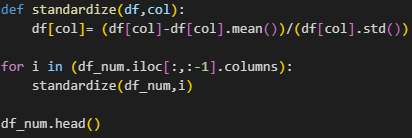 def standardize(df,col):
    df[col]= (df[col]-df[col].mean())/(df[col].std())
for i in (df_num.iloc[:,:-1].columns):
    standardize(df_num,i)
df_num.head()